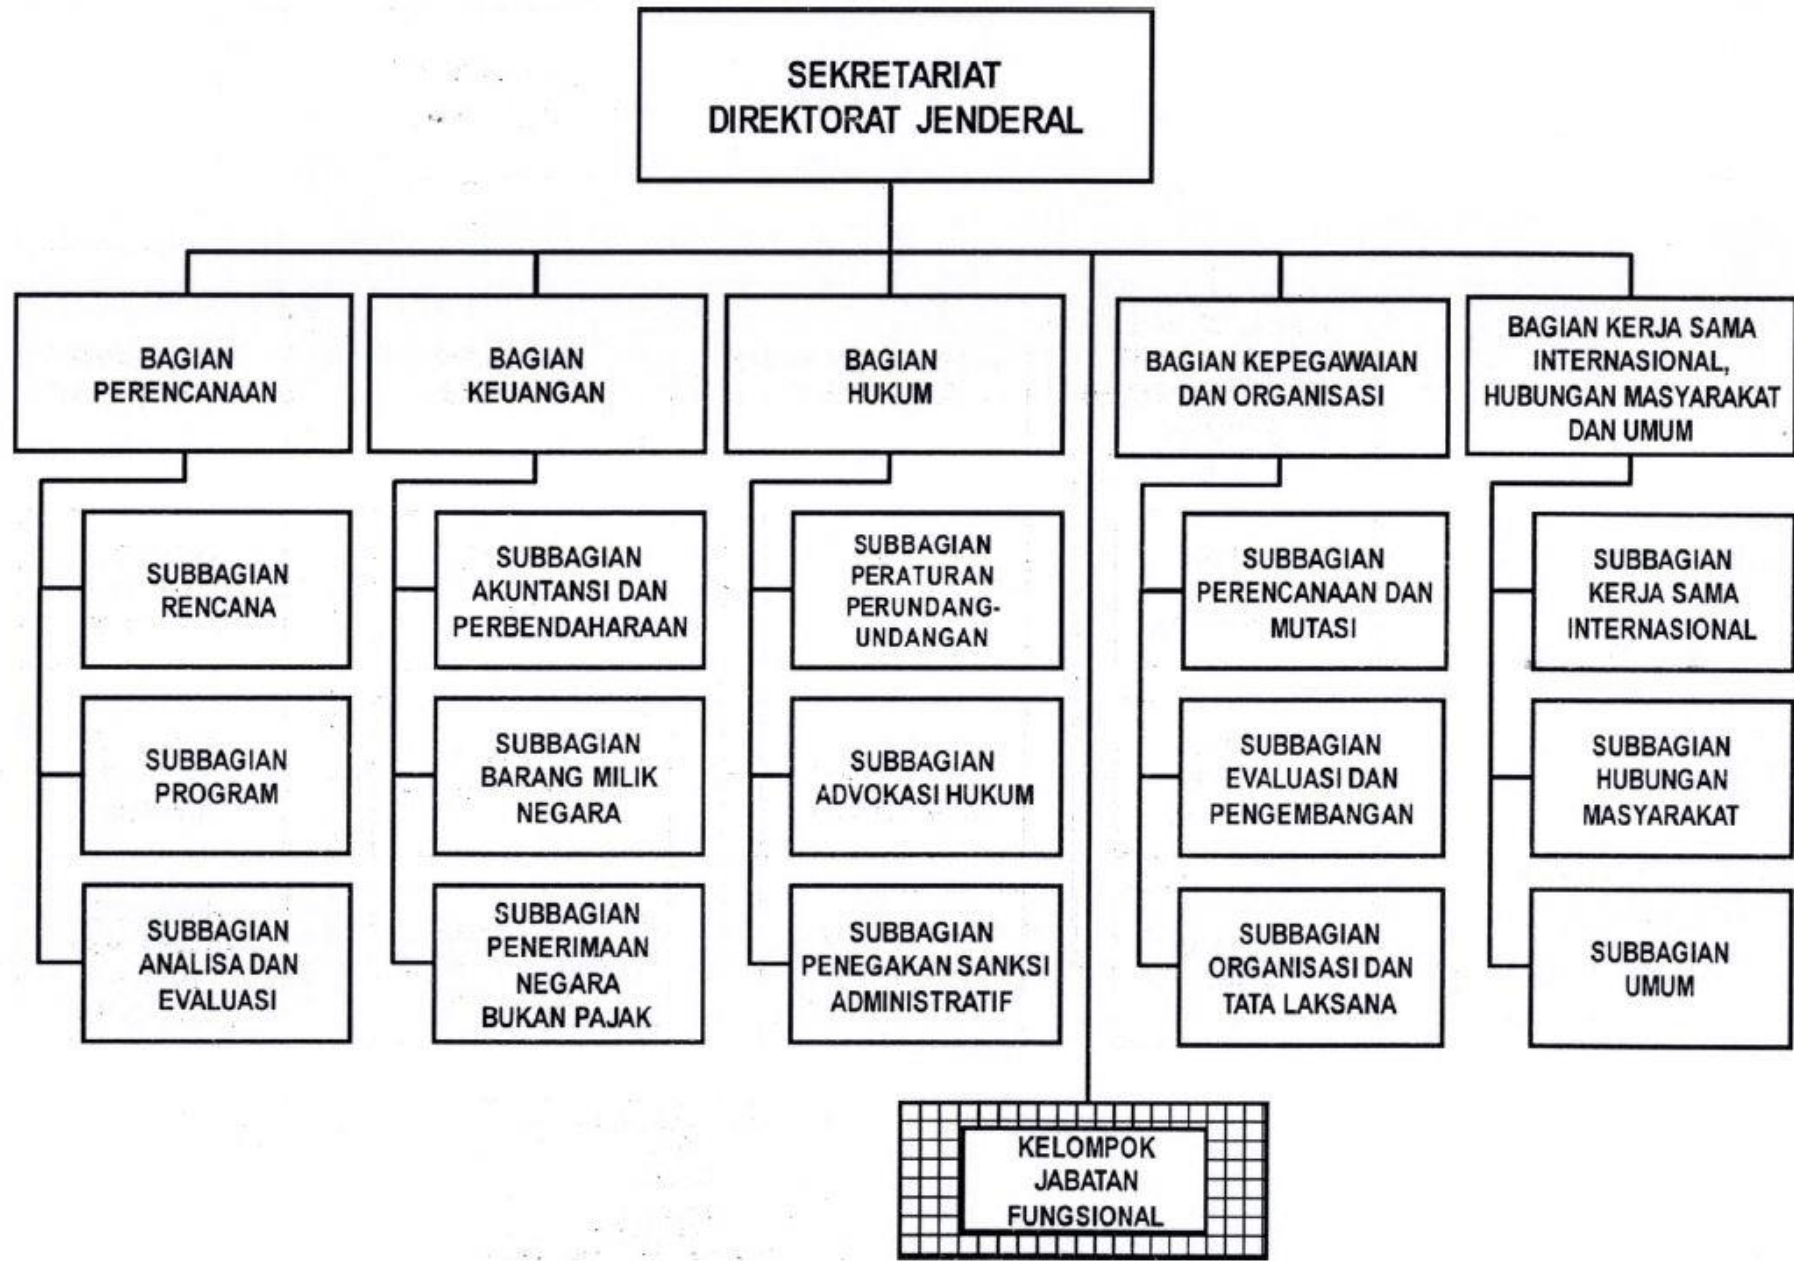 SEKRETARIAT
DIREKTORAT JENDERAL
BAGIAN
PERENCANAAN
BAGIAN
KEUANGAN
BAGIAN
HUKUM
BAGIAN KEPEGAWAIAN
DAN ORGANISASI
BAGIAN KERJA SAMA
INTERNASIONAL,
HUBUNGAN MASYARAKAT
DAN UMUM
SUBBAGIAN
RENCANA
SUBBAGIAN
AKUNTANSI DAN
PERBENDAHARAAN
SUBBAGIAN
PERATURAN
PERUNDANG-
UNDANGAN
SUBBAGIAN
PERENCANAAN DAN
MUTASI
SUBBAGIAN
KERJA SAMA
INTERNASIONAL
SUBBAGIAN
PROGRAM
SUBBAGIAN
BARANG MILIK
NEGARA
SUBBAGIAN
ADVOKASI HUKUM
SUBBAGIAN
EVALUASI DAN
PENGEMBANGAN
SUBBAGIAN
HUBUNGAN
MASYARAKAT
SUBBAGIAN
ANALISA DAN
EVALUASI
SUBBAGIAN
PENERIMAAN
NEGARA
BUKAN PAJAK
SUBBAGIAN
PENEGAKAN SANKSI
ADMINISTRATIF
SUBBAGIAN
ORGANISASI DAN
TATA LAKSANA
SUBBAGIAN
UMUM
KELOMPOK
JABATAN
FUNGSIONAL